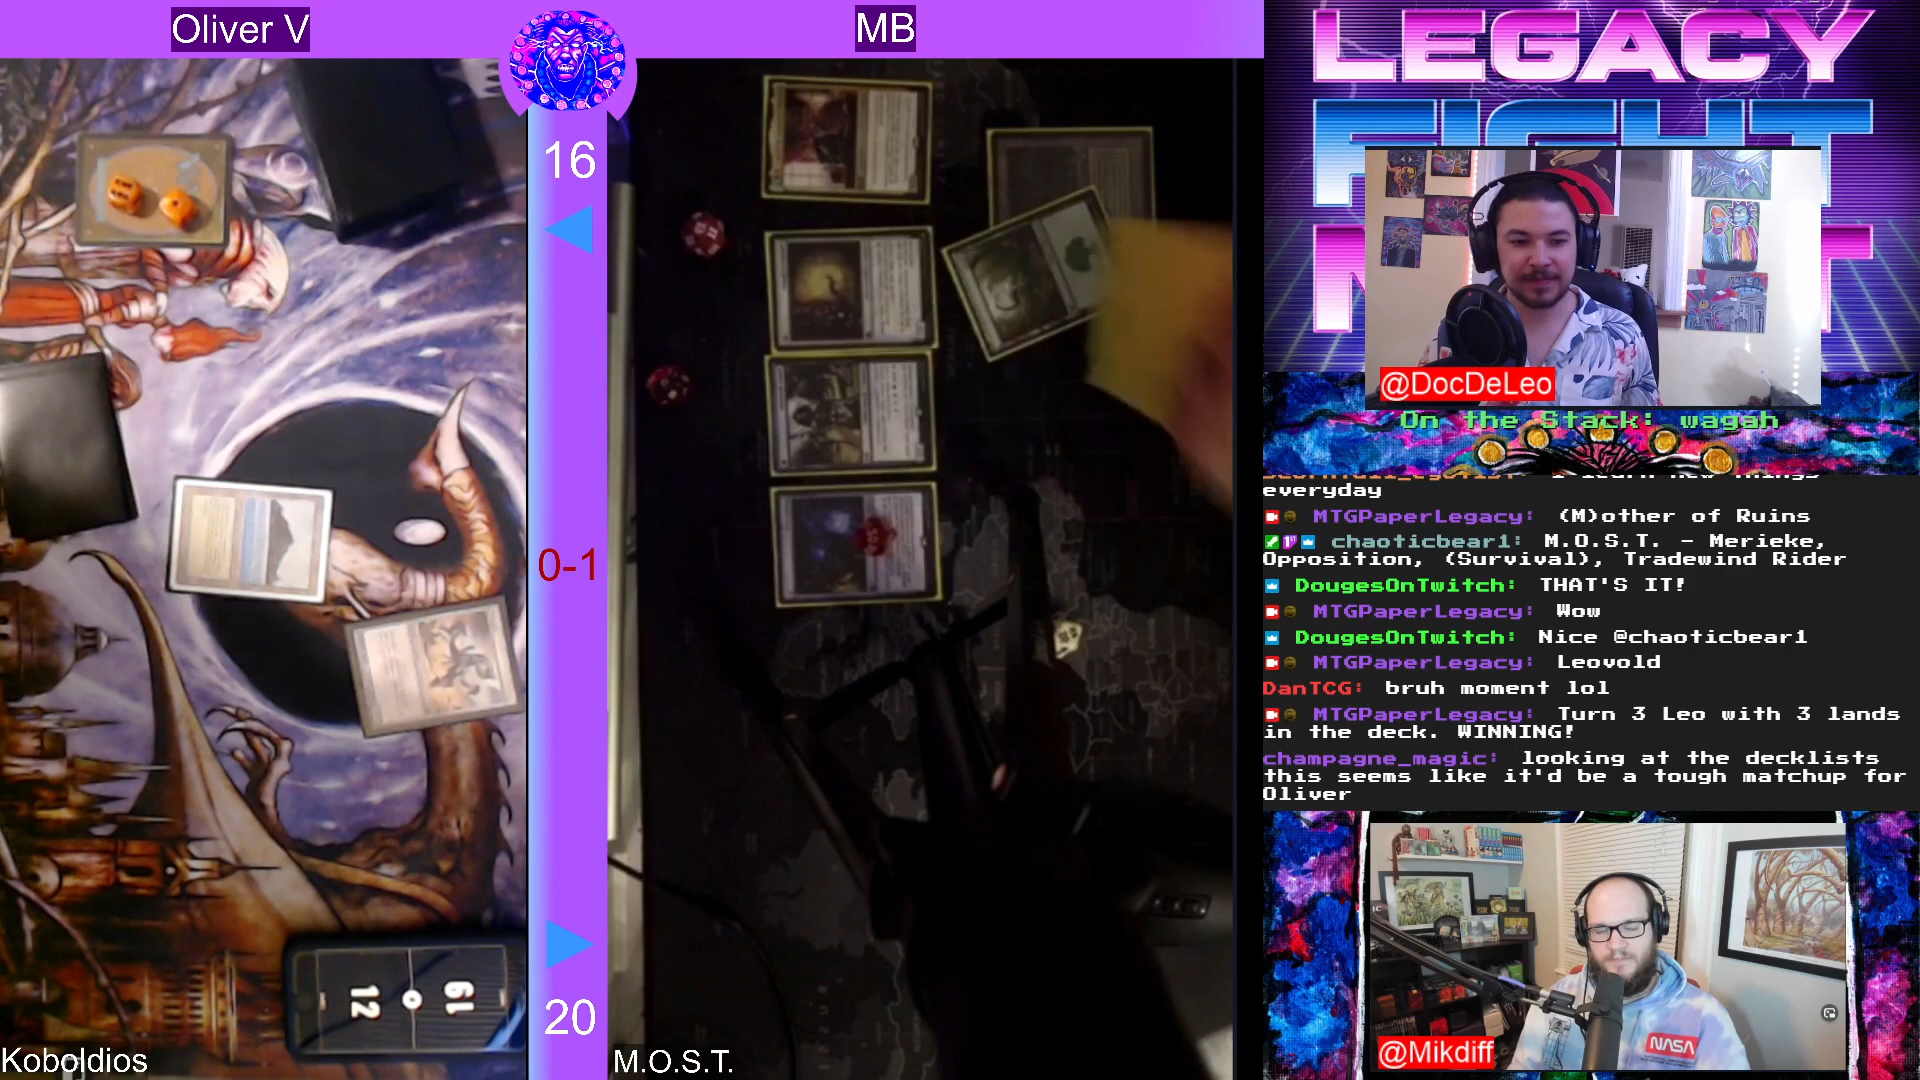 Oliver V
MB
16
0-1
20
19
12
Koboldios
M.O.S.T.
LEGACY
FIGHT
@DocDeLeo
On the Stack: wagah
everyday
MTGPaperLegacy: (M)other of Ruins
chaoticbear1: M.O.S.T. - Merieke,
Opposition, (Survival), Tradewind Rider
DougesOnTwitch: THAT'S IT!
MTGPaperLegacy: Wow
DougesOnTwitch: Nice @chaoticbear1
MTGPaperLegacy: Leovold
DanTCG: bruh moment lol
MTGPaperLegacy: Turn 3 Leo with 3 lands
in the deck. WINNING!
champagne_magic: looking at the decklists
this seems like it'd be a tough matchup for
Oliver
NASA
@Mikdiff